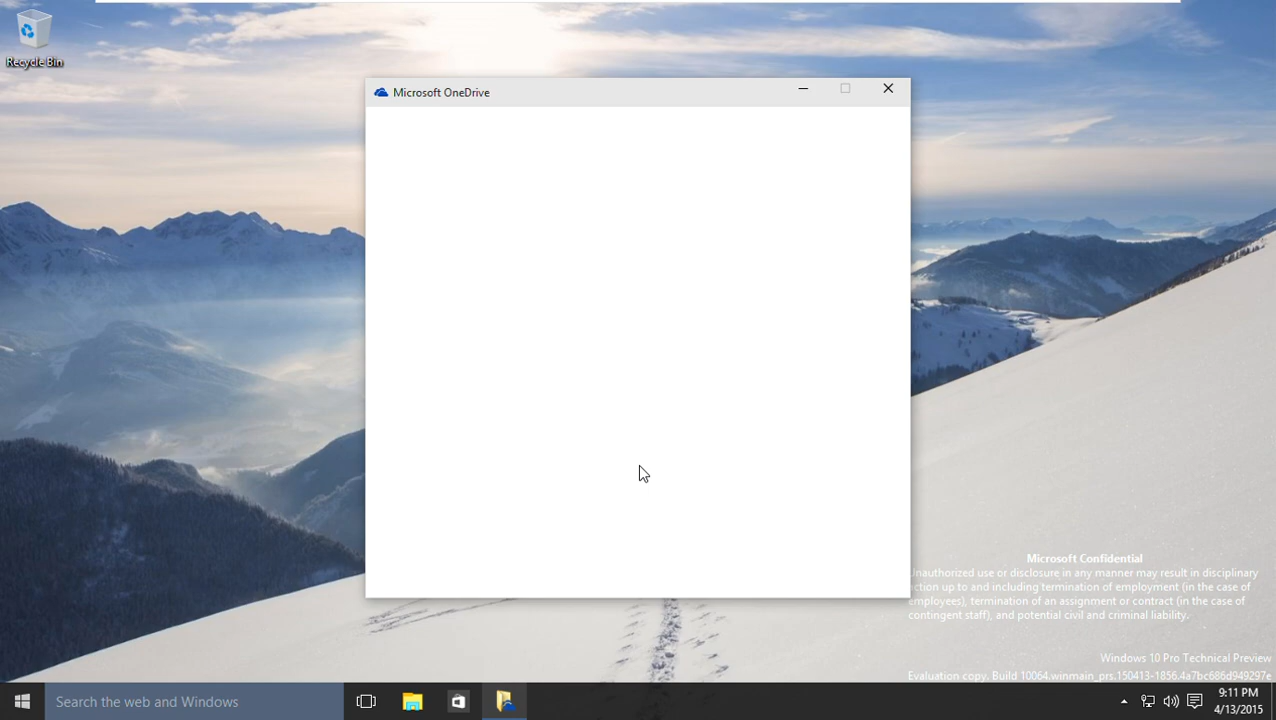 Recycle Bin
Microsoft OneDrive
Microsoft Confidential
Unauthorized use or disclosure in any manner may result in disciplinary
action up to and including termination of employment (in the case of
employees), termination of an assignment or contract (in the case of
contingent staff), and potential civil and criminal liability.
Windows 10 Pro Technical Preview
Evaluation copy. Build 10064.winmain_prs.150413-1856.4a7bc686d949297e
Search the web and Windows
9:11 PM
4/13/2015